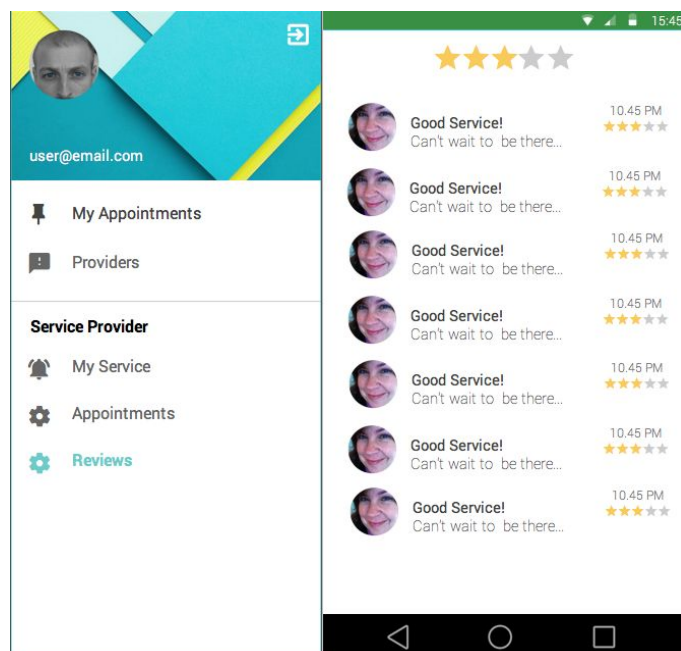 user@email.com
My Appointments
Providers
Service Provider
My Service
Appointments
Reviews
15:45
10.45 PM
Good Service!
Can't wait to be there...
10.45 PM
Good Service!
Can't wait to be there...
10.45 PM
Good Service!
Can't wait to be there...
10.45 PM
Good Service!
Can't wait to be there...
10.45 PM
Good Service!
Can't wait to be there...
10.45 PM
Good Service!
Can't wait to be there...
10.45 PM
Good Service!
Can't wait to be there...